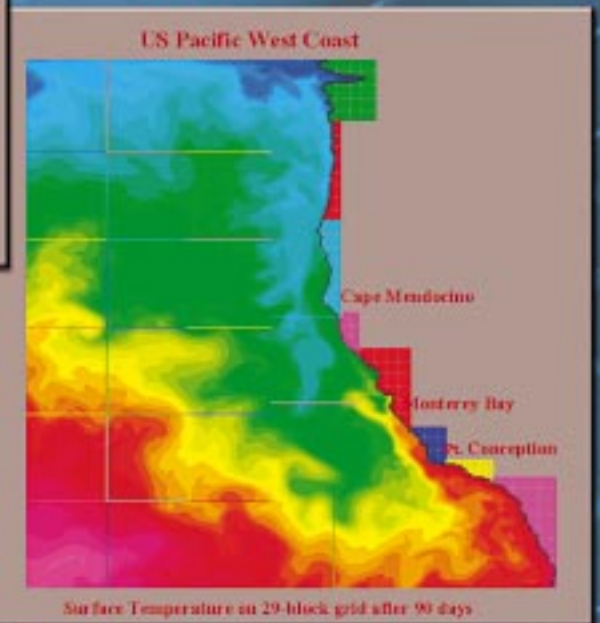 US Pacific West Coast
Cape Mendocino
Monterey Bay
Pt. Conception
Surface Temperature on 29-block grid after 90 days